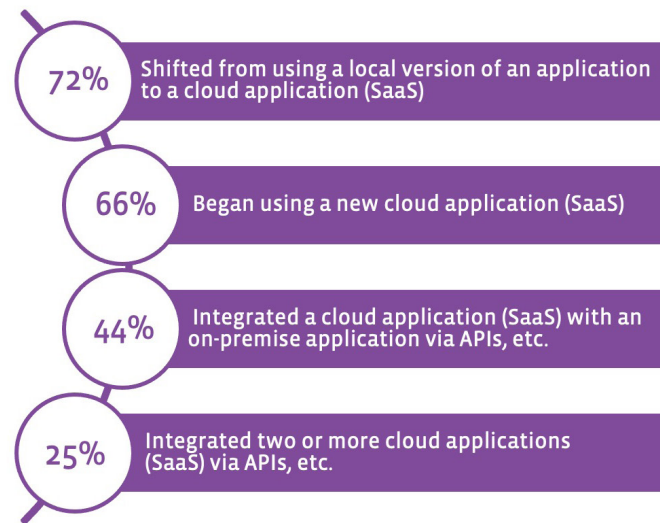 72%
Shifted from using a local version of an application
to a cloud application (SaaS)
66%
Began using a new cloud application (SaaS)
44%
Integrated a cloud application (SaaS) with an
on-premise application via APIs, etc.
25%
Integrated two or more cloud applications
(SaaS) via APIs, etc.